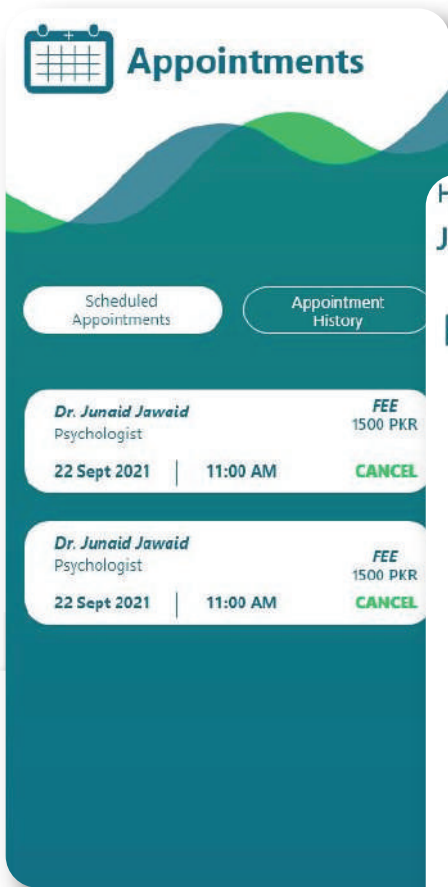 Appointments
Scheduled
Appointments
Appointment
History
Dr. Junaid Jawaid
Psychologist
FEE
1500 PKR
22 Sept 2021
11:00 AM
CANCEL
Dr. Junaid Jawaid
Psychologist
FEE
1500 PKR
22 Sept 2021
11:00 AM
CANCEL